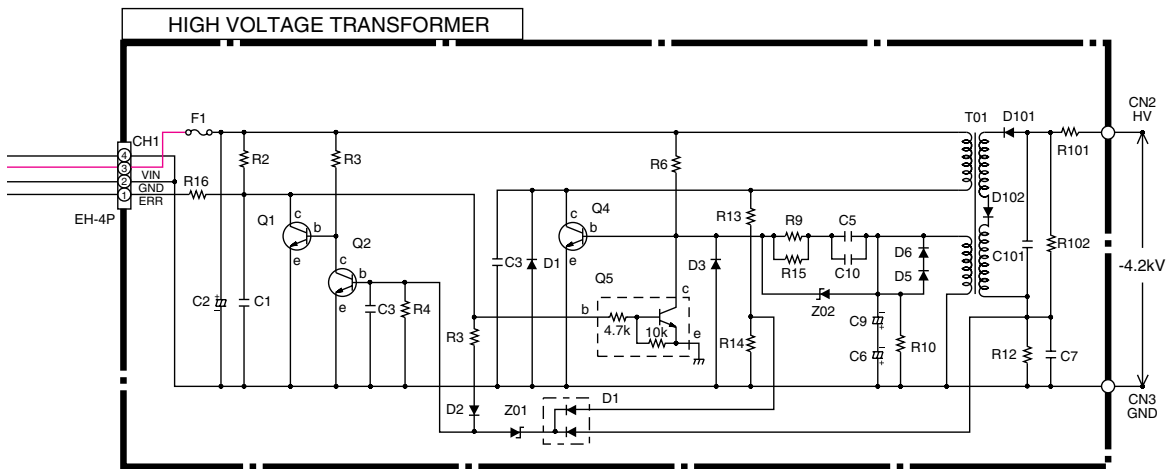 HIGH VOLTAGE TRANSFORMER
F1
T01
D101
CN2
HV
CH1
4
3
2
1
VIN
GND
ERR
EH-4P
R16
R2
R3
R6
R101
D102
Q1
c
b
e
Q2
c
b
e
Q4
c
b
e
R13
R9
C5
R15
C10
D6
D5
C101
R102
-4.2kV
C2
C1
C3
R4
C3
D1
D3
Q5
c
b
4.7k
10k
e
Z02
C9
C6
R10
R3
R14
R12
C7
D2
Z01
D1
CN3
GND